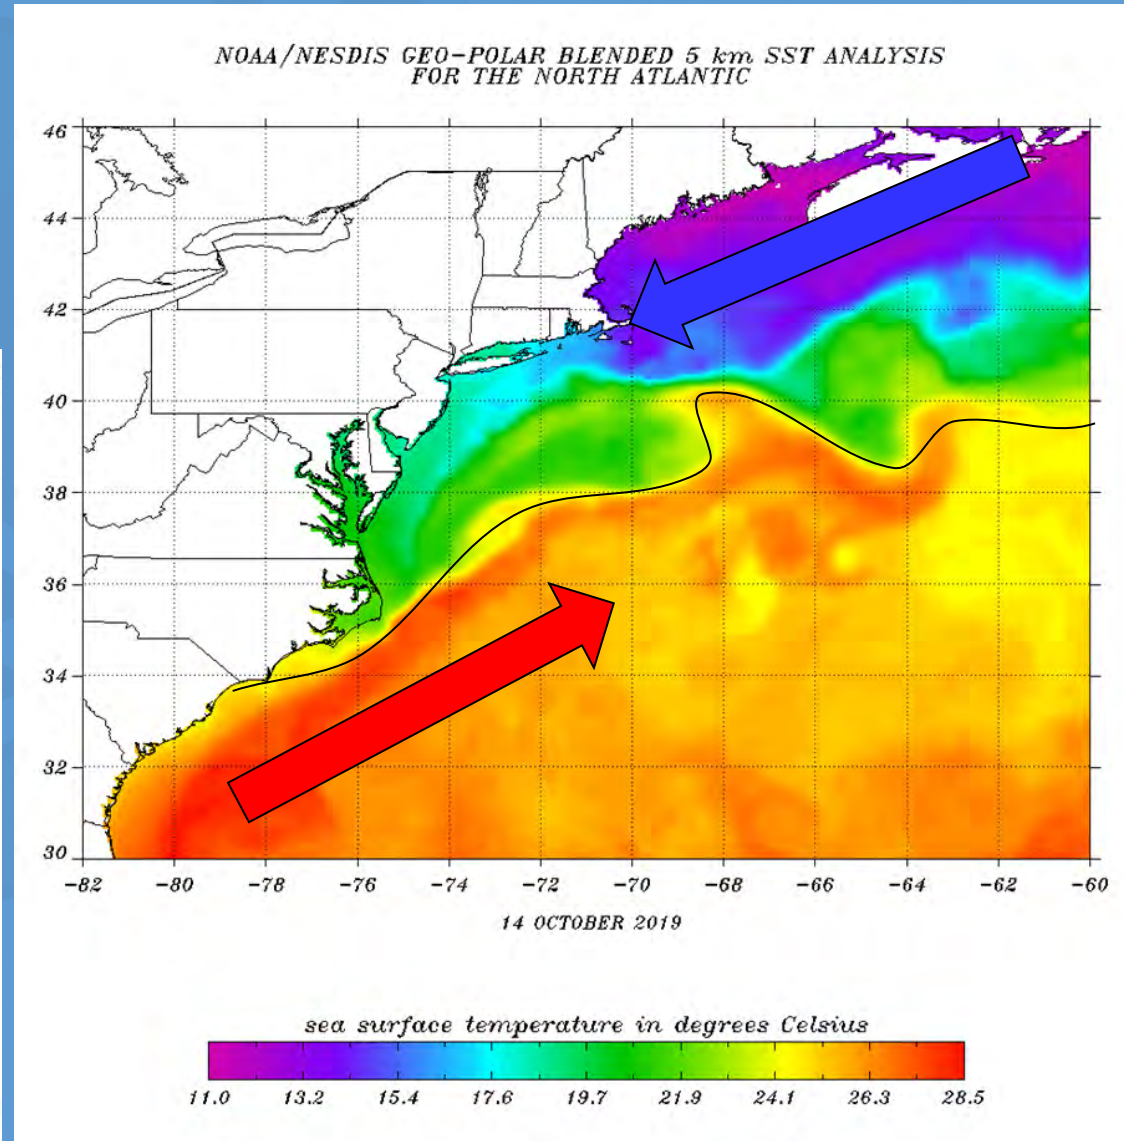 NOAA/NESDIS GEO-POLAR BLENDED 5 km SST ANALYSIS
FOR THE NORTH ATLANTIC
46
44
42
40
38
36
34
32
30
-82 -80 -78 -76 -74 -72 -70 -68 -66 -64 -62 -60
14 OCTOBER 2019
sea surface temperature in degrees Celsius
11.0 13.2 15.4 17.6 19.7 21.9 24.1 26.3 28.5